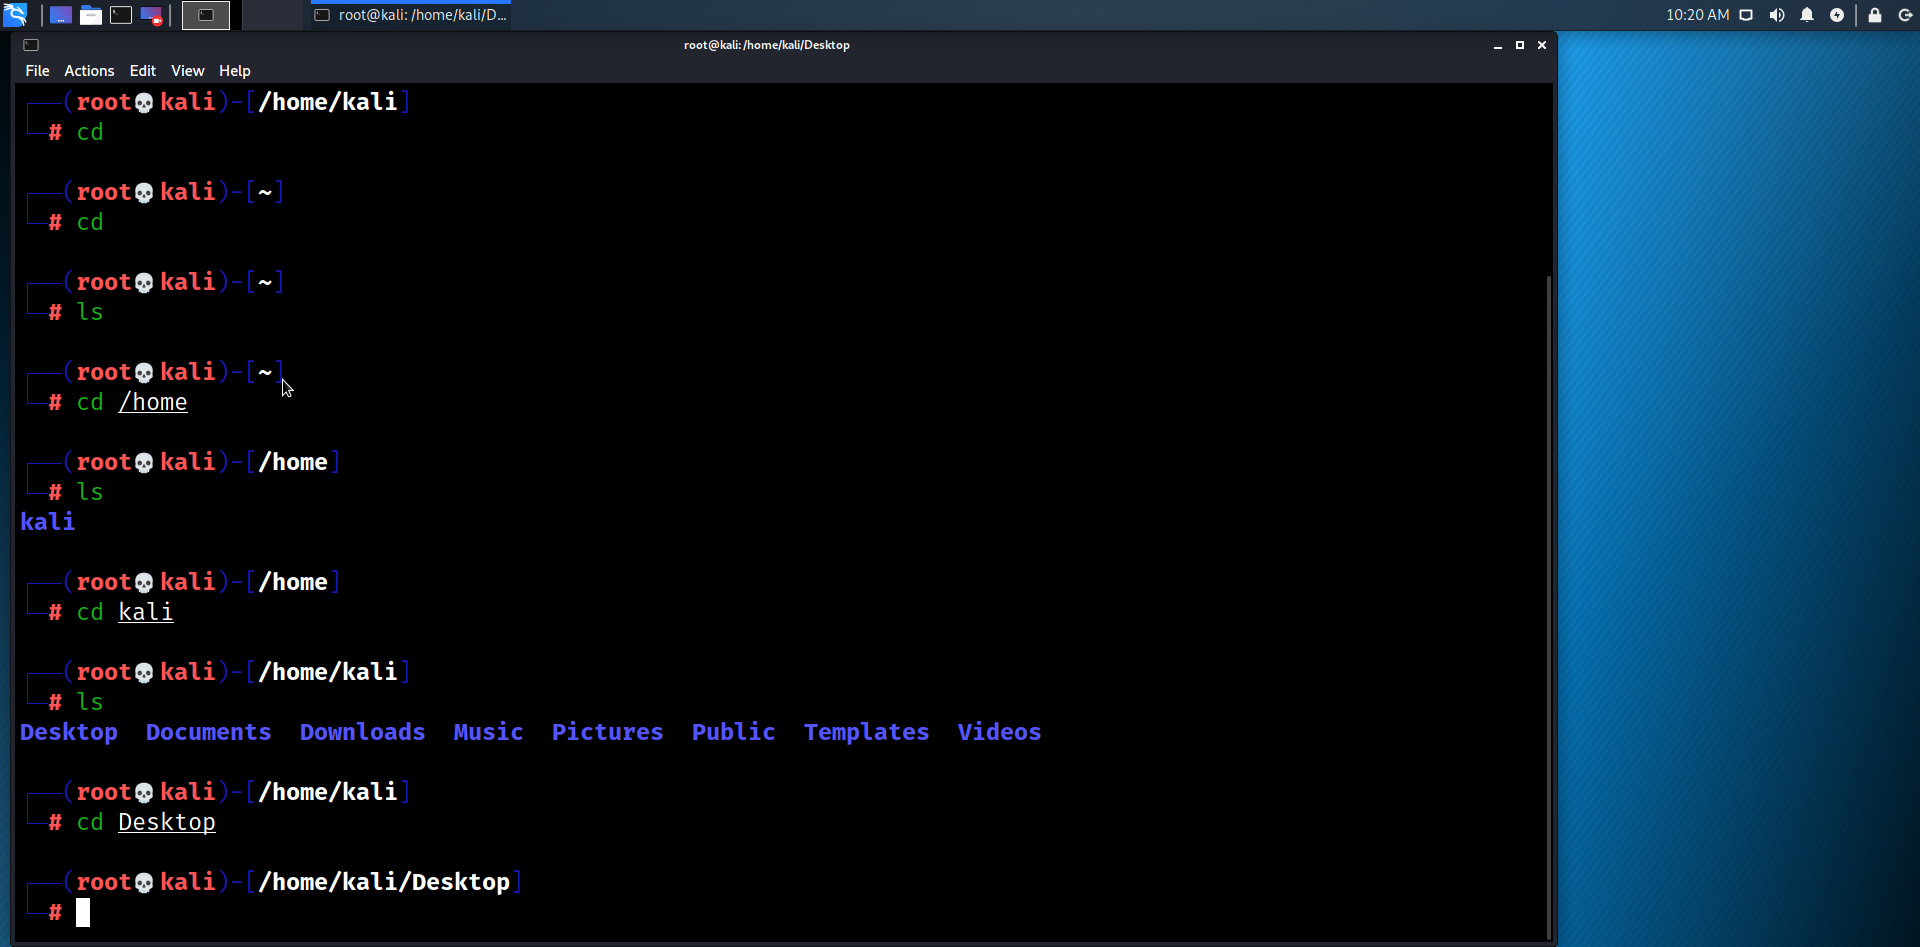 root@kali: /home/kali/D...
10:20 AM
root@kali: /home/kali/Desktop
File Actions Edit View Help
(root💀kali)-[/home/kali]
# cd
(root💀kali)-[~]
# cd
(root💀kali)-[~]
# ls
(root💀kali)-[~]
# cd /home
(root💀kali)-[/home]
# ls
kali
(root💀kali)-[/home]
# cd kali
(root💀kali)-[/home/kali]
# ls
Desktop Documents Downloads Music Pictures Public Templates Videos
(root💀kali)-[/home/kali]
# cd Desktop
(root💀kali)-[/home/kali/Desktop]
#